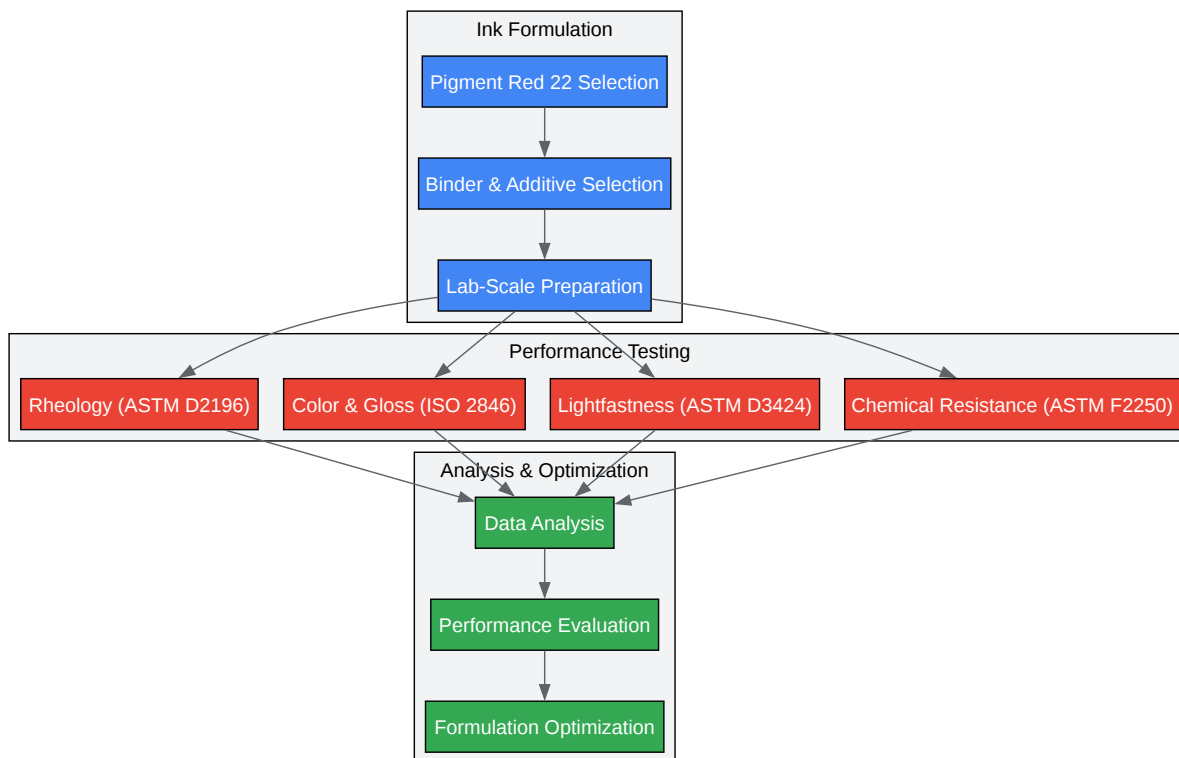 Ink Formulation
Pigment Red 22 Selection
Binder & Additive Selection
Lab-Scale Preparation
Performance Testing
Rheology (ASTM D2196)
Color & Gloss (ISO 2846)
Lightfastness (ASTM D3424)
Chemical Resistance (ASTM F2250)
Analysis & Optimization
Data Analysis
Performance Evaluation
Formulation Optimization